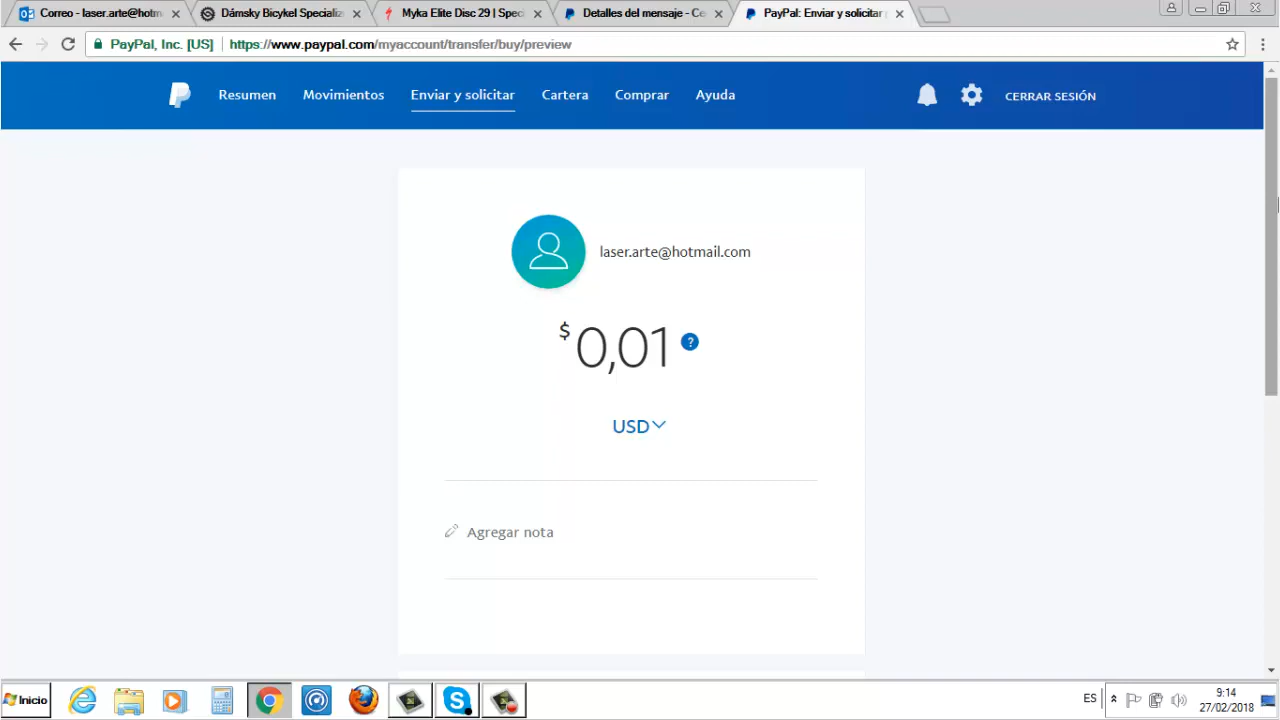 Correo - laser.arte@hotm
Dámsky Bicykel Specializ
Myka Elite Disc 29 | Spec
Detalles del mensaje - Ce
PayPal: Enviar y solicitar
PayPal, Inc. [US]
https://www.paypal.com/myaccount/transfer/buy/preview
Resumen
Movimientos
Enviar y solicitar
Cartera
Comprar
Ayuda
CERRAR SESIÓN
laser.arte@hotmail.com
$ 0,01 ?
USD
Agregar nota
Inicio
ES
9:14
27/02/2018